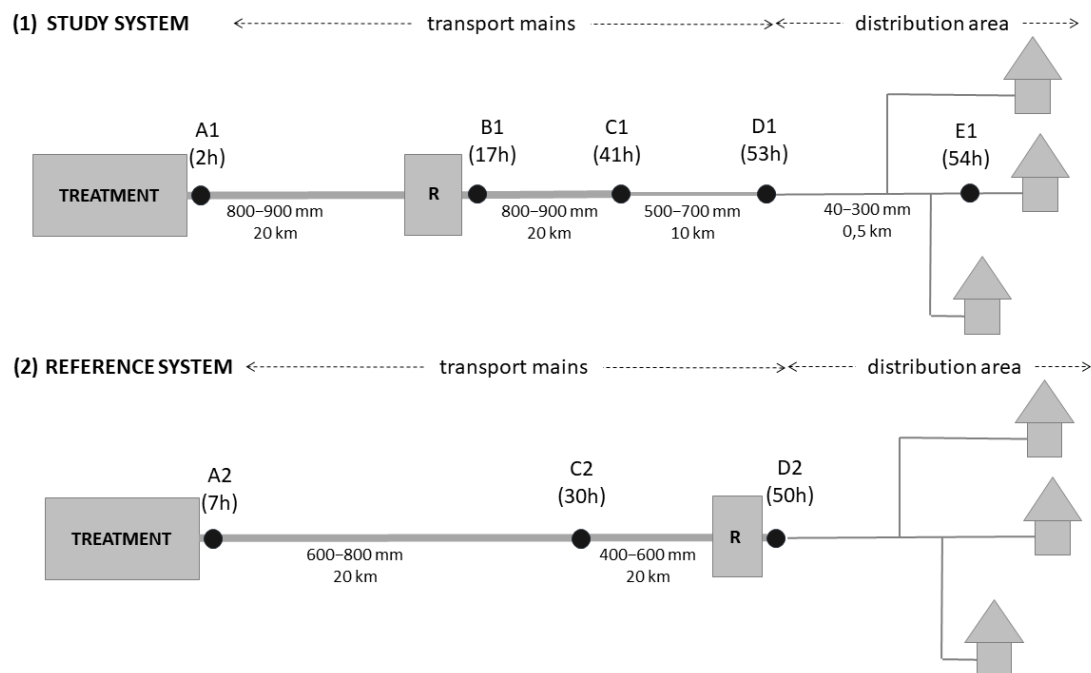 (1) STUDY SYSTEM transport mains distribution area
A1
(2h)
B1
(17h)
C1
(41h)
D1
(53h)
E1
(54h)
TREATMENT
R
800–900 mm
20 km
800–900 mm
20 km
500–700 mm
10 km
40–300 mm
0,5 km
(2) REFERENCE SYSTEM transport mains distribution area
A2
(7h)
C2
(30h)
D2
(50h)
TREATMENT
R
600–800 mm
20 km
400–600 mm
20 km